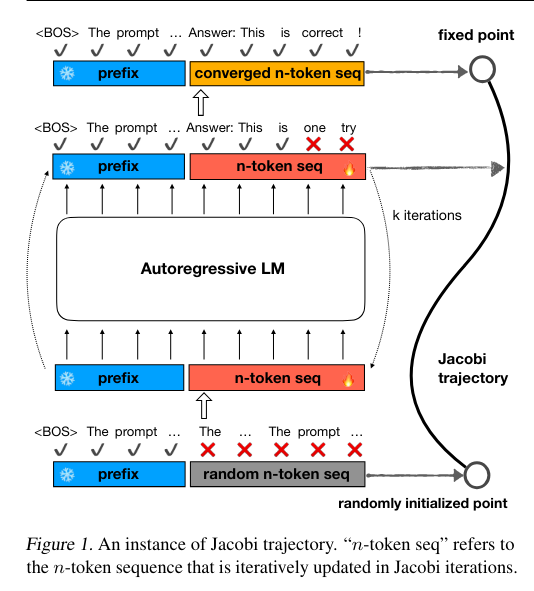 <BOS> The prompt ... Answer: This is correct ! fixed point
prefix converged n-token seq
<BOS> The prompt ... Answer: This is one try
prefix n-token seq
k iterations
Autoregressive LM
Jacobi
trajectory
prefix n-token seq
<BOS> The prompt ... The ... The prompt ...
prefix random n-token seq
randomly initialized point
Figure 1. An instance of Jacobi trajectory. “n-token seq” refers to
the n-token sequence that is iteratively updated in Jacobi iterations.